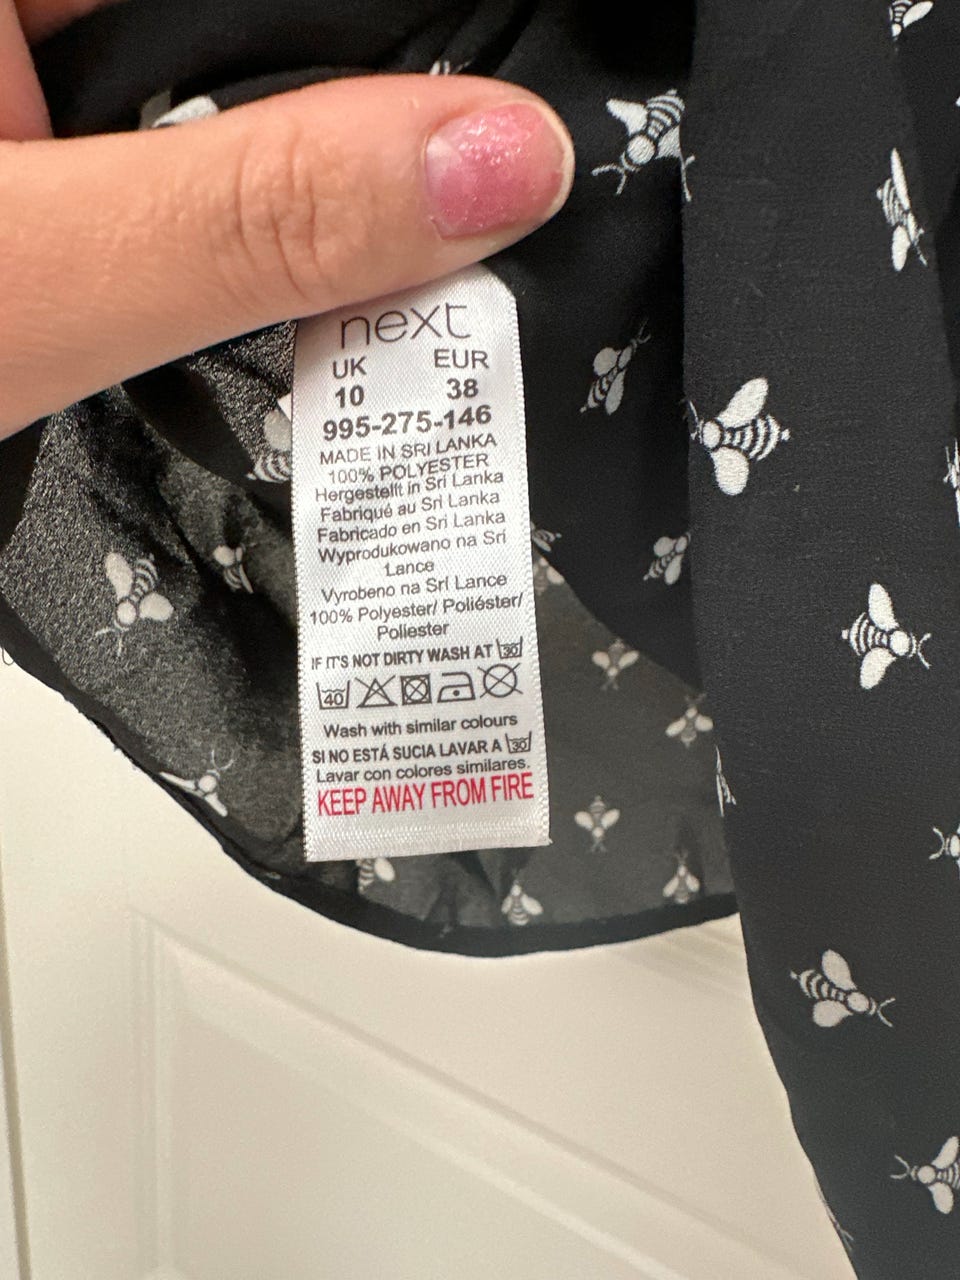 next
UK EUR
10 38
995-275-146
MADE IN SRI LANKA
100% POLYESTER
Hergestellt in Sri Lanka
Fabriqué au Sri Lanka
Fabricado en Sri Lanka
Wyprodukowano na Sri
Lance
Vyrobeno na Srí Lance
100% Polyester/ Poliéster/
Poliester
IF IT'S NOT DIRTY WASH AT 30
40
Wash with similar colours
SI NO ESTÁ SUCIA LAVAR A 30
Lavar con colores similares.
KEEP AWAY FROM FIRE